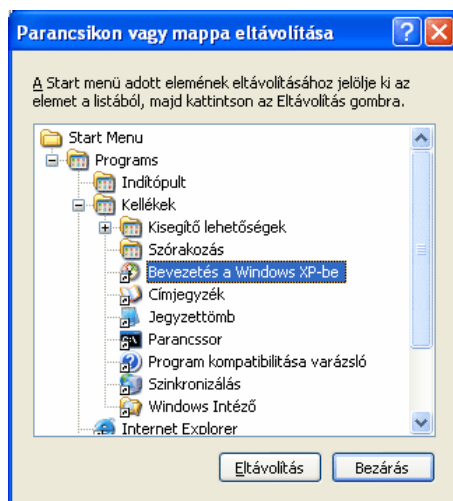 Parancsikon vagy mappa eltávolítása
A Start menü adott elemének eltávolításához jelölje ki az
elemet a listából, majd kattintson az Eltávolítás gombra.
Start Menu
Programs
Indítópult
Kellékek
Kisegítő lehetőségek
Szórakozás
Bevezetés a Windows XP-be
Címjegyzék
Jegyzettömb
Parancssor
Program kompatibilitása varázsló
Szinkronizálás
Windows Intéző
Internet Explorer
Eltávolítás Bezárás